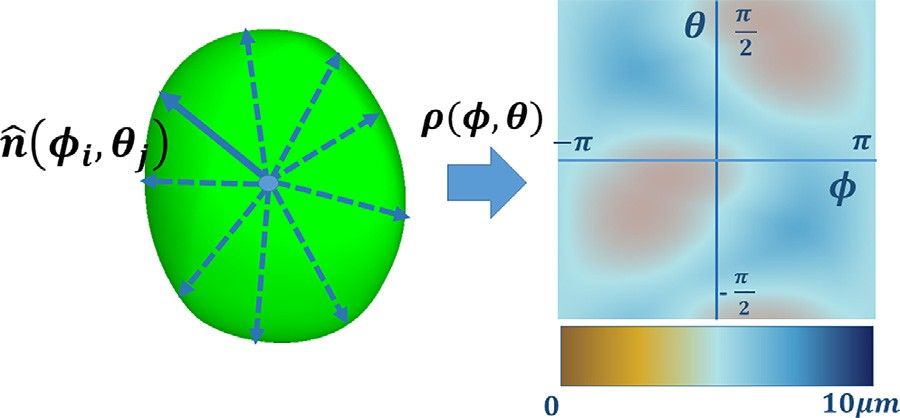 n̂(ϕᵢ, θⱼ)
ρ(ϕ, θ)
θ
π/2
−π
π
ϕ
-π/2
0
10μm